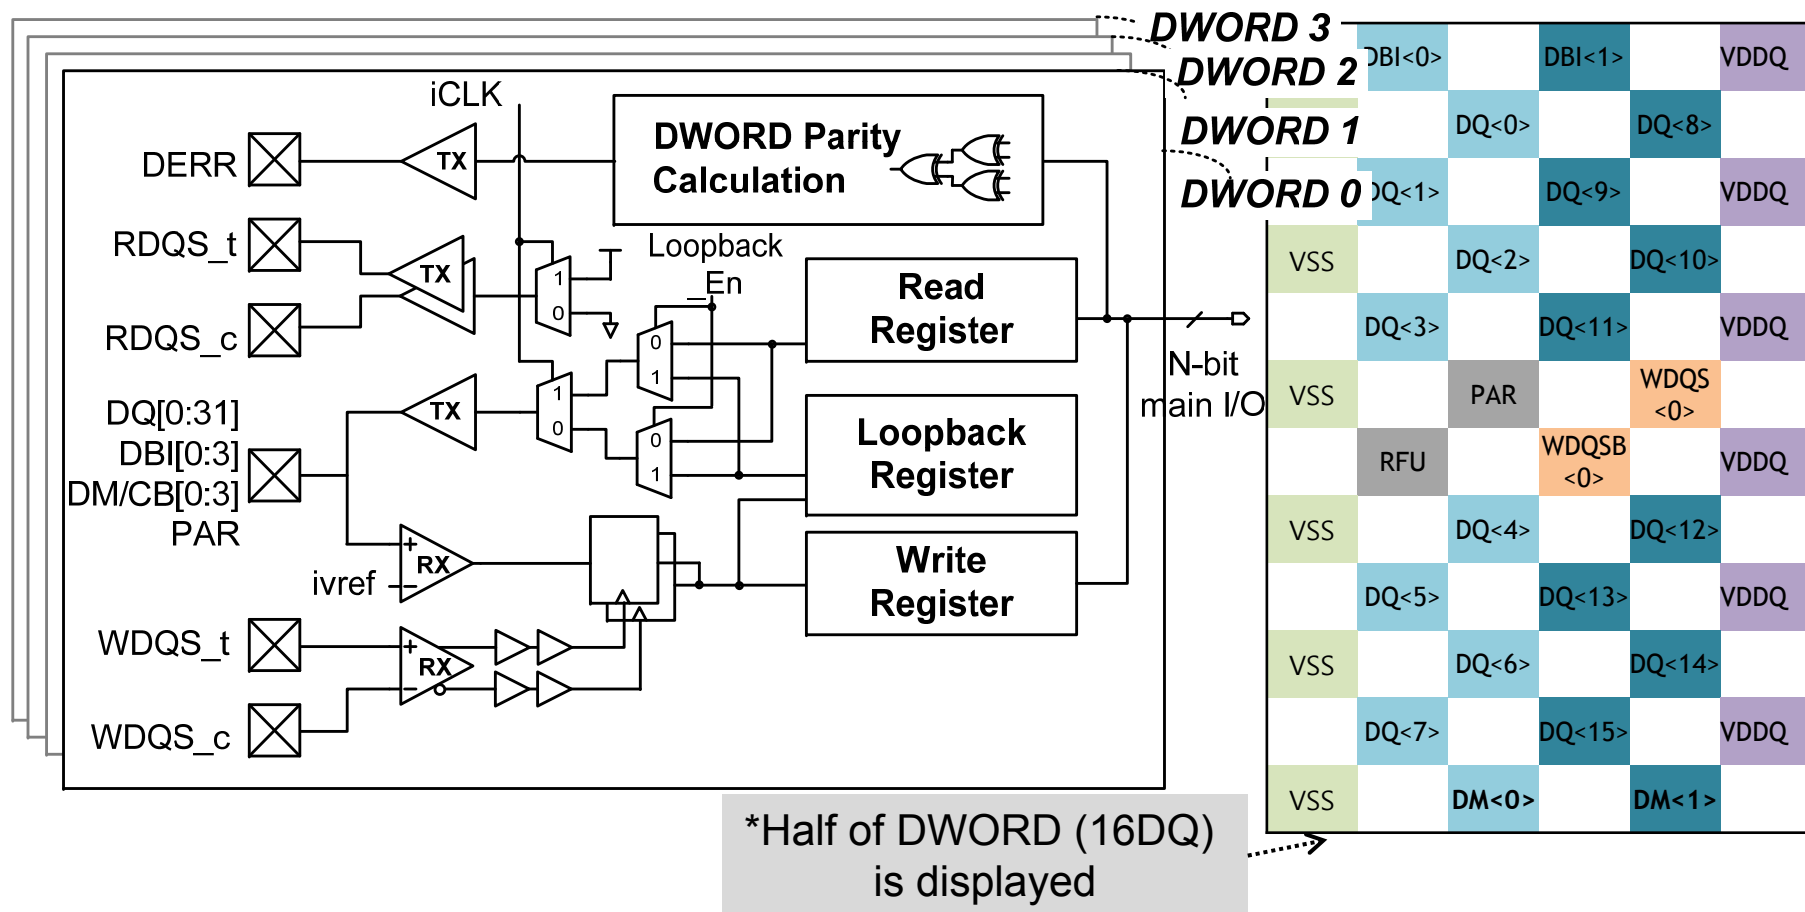 DWORD 3
DWORD 2
DWORD 1
DWORD 0
iCLK
DERR
TX
DWORD Parity
Calculation
RDQS_t
RDQS_c
TX
1
0
Loopback
_En
Read
Register
0
1
N-bit
main I/O
DQ[0:31]
DBI[0:3]
DM/CB[0:3]
PAR
TX
1
0
0
1
Loopback
Register
ivref
+
−
RX
Write
Register
WDQS_t
WDQS_c
+
−
RX
DBI<0> DBI<1> VDDQ
DQ<0> DQ<8>
DQ<1> DQ<9> VDDQ
VSS DQ<2> DQ<10>
DQ<3> DQ<11> VDDQ
VSS PAR WDQS
<0>
RFU WDQSB
<0> VDDQ
VSS DQ<4> DQ<12>
DQ<5> DQ<13> VDDQ
VSS DQ<6> DQ<14>
DQ<7> DQ<15> VDDQ
VSS DM<0> DM<1>
*Half of DWORD (16DQ)
is displayed